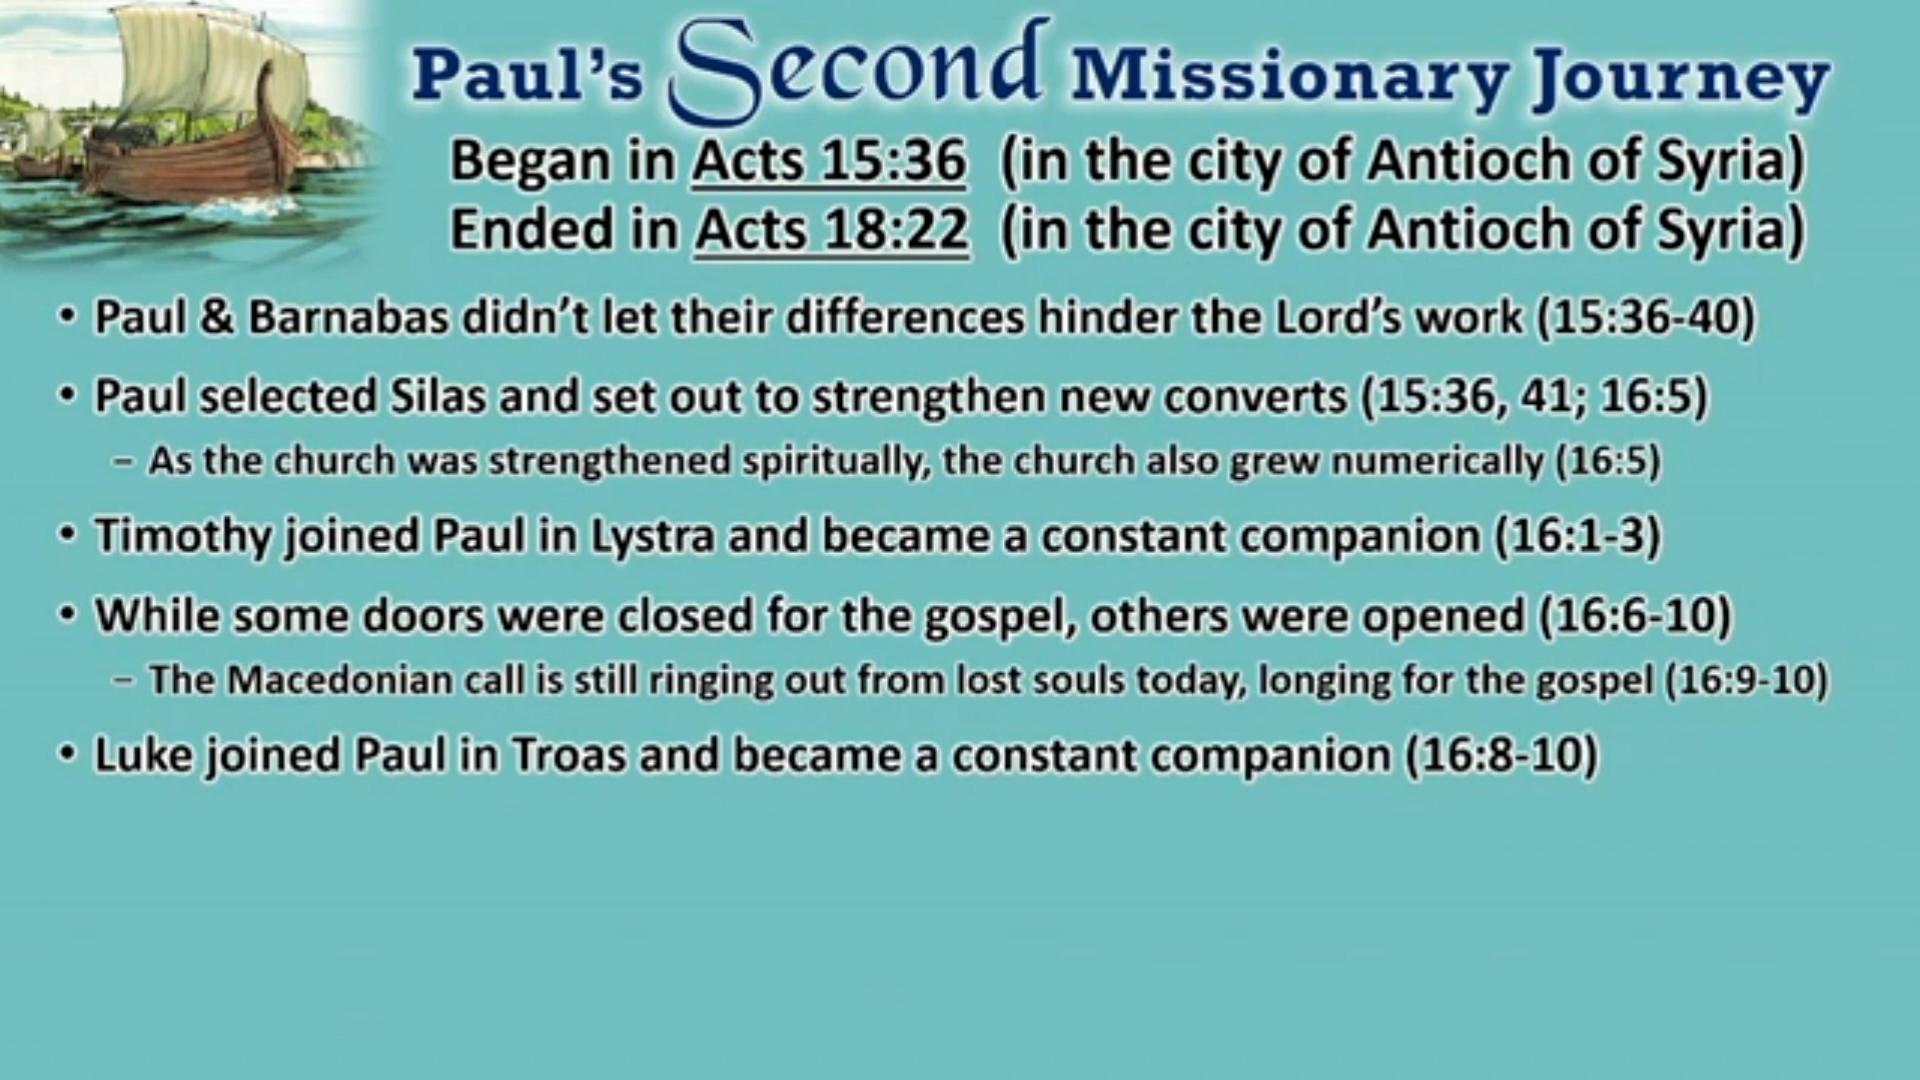 Paul's Second Missionary Journey
Began in Acts 15:36 (in the city of Antioch of Syria)
Ended in Acts 18:22 (in the city of Antioch of Syria)
• Paul & Barnabas didn't let their differences hinder the Lord's work (15:36-40)
• Paul selected Silas and set out to strengthen new converts (15:36, 41; 16:5)
– As the church was strengthened spiritually, the church also grew numerically (16:5)
• Timothy joined Paul in Lystra and became a constant companion (16:1-3)
• While some doors were closed for the gospel, others were opened (16:6-10)
– The Macedonian call is still ringing out from lost souls today, longing for the gospel (16:9-10)
• Luke joined Paul in Troas and became a constant companion (16:8-10)